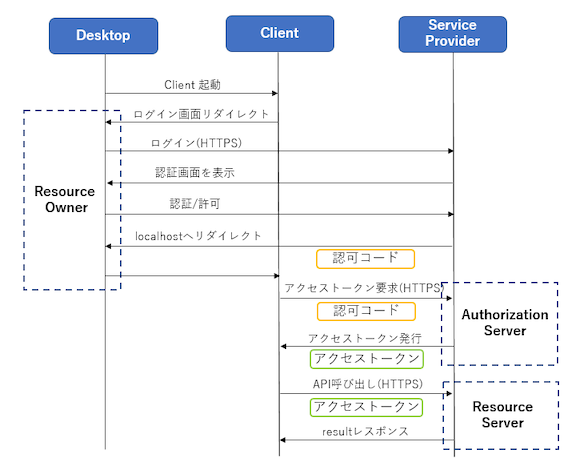 Desktop
Client
Service
Provider
Client 起動
ログイン画面リダイレクト
ログイン(HTTPS)
認証画面を表示
認証/許可
localhostへリダイレクト
認可コード
アクセストークン要求(HTTPS)
認可コード
アクセストークン発行
アクセストークン
API呼び出し(HTTPS)
アクセストークン
resultレスポンス
Resource
Owner
Authorization
Server
Resource
Server